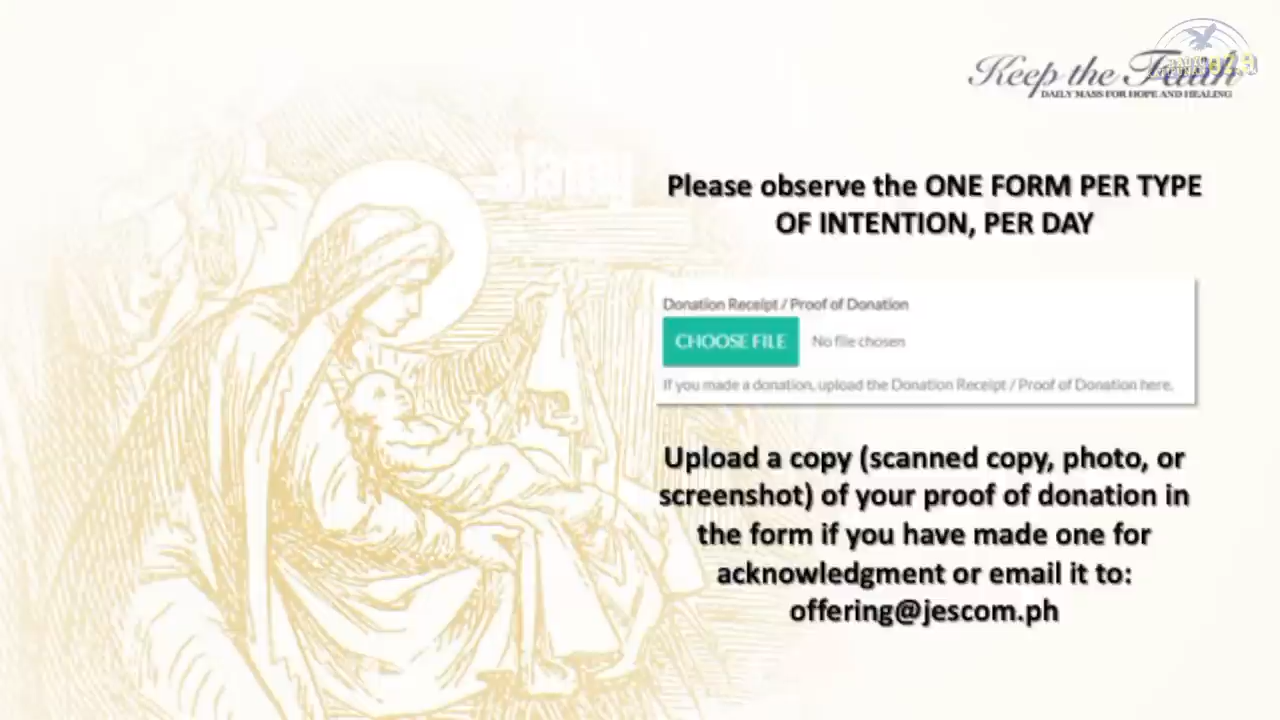 Keep the Faith
DAILY MASS FOR HOPE AND HEALING
Please observe the ONE FORM PER TYPE
OF INTENTION, PER DAY
Donation Receipt / Proof of Donation
CHOOSE FILE No file chosen
If you made a donation, upload the Donation Receipt / Proof of Donation here.
Upload a copy (scanned copy, photo, or
screenshot) of your proof of donation in
the form if you have made one for
acknowledgment or email it to:
offering@jescom.ph